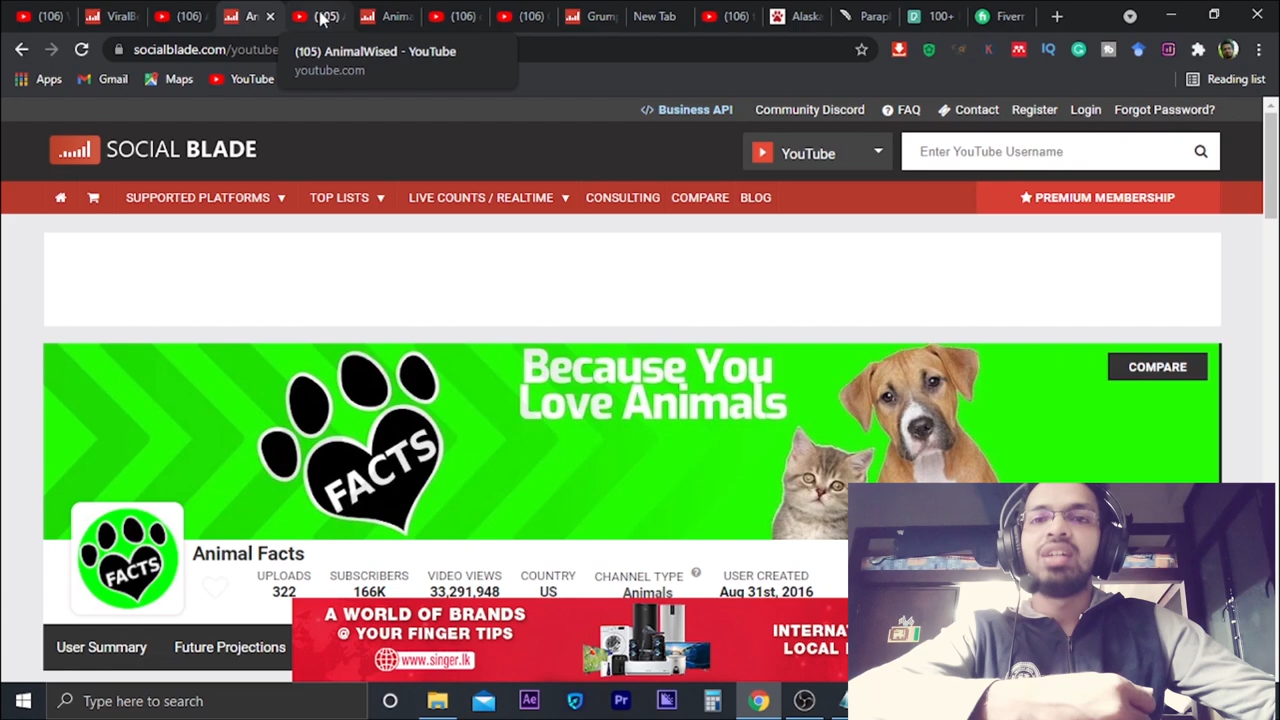 (106)
ViralB
(106)
An
(105)
Anima
(106)
(106)
Grum
New Tab
(106)
Alaska
Parap
100+
Fiverr
socialblade.com/youtube
(105) AnimalWised - YouTube
youtube.com
Apps
Gmail
Maps
YouTube
Reading list
</> Business API
Community Discord
FAQ
Contact
Register
Login
Forgot Password?
SOCIAL BLADE
YouTube
Enter YouTube Username
SUPPORTED PLATFORMS
TOP LISTS
LIVE COUNTS / REALTIME
CONSULTING
COMPARE
BLOG
PREMIUM MEMBERSHIP
Because You
Love Animals
COMPARE
FACTS
FACTS
Animal Facts
UPLOADS
322
SUBSCRIBERS
166K
VIDEO VIEWS
33,291,948
COUNTRY
US
CHANNEL TYPE
Animals
USER CREATED
Aug 31st, 2016
User Summary
Future Projections
A WORLD OF BRANDS
@ YOUR FINGER TIPS
www.singer.lk
INTERNA
LOCAL
Type here to search
Ae
Pr